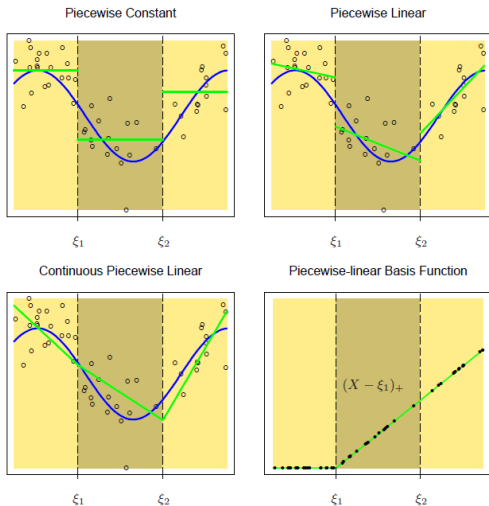 Piecewise Constant
Piecewise Linear
ξ₁ ξ₂
ξ₁ ξ₂
Continuous Piecewise Linear
Piecewise-linear Basis Function
(X − ξ₁)₊
ξ₁ ξ₂
ξ₁ ξ₂